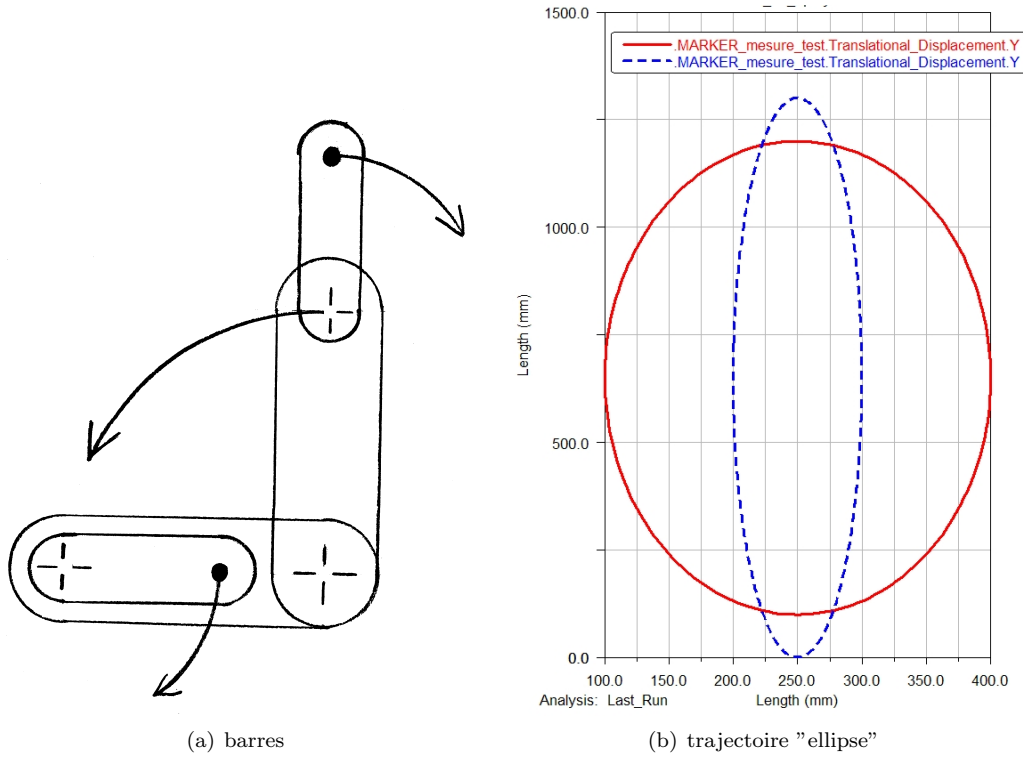 1500.0
.MARKER_mesure_test.Translational_Displacement.Y
.MARKER_mesure_test.Translational_Displacement.Y
1000.0
Length (mm)
500.0
0.0
100.0 150.0 200.0 250.0 300.0 350.0 400.0
Analysis: Last_Run Length (mm)
(a) barres
(b) trajectoire "ellipse"